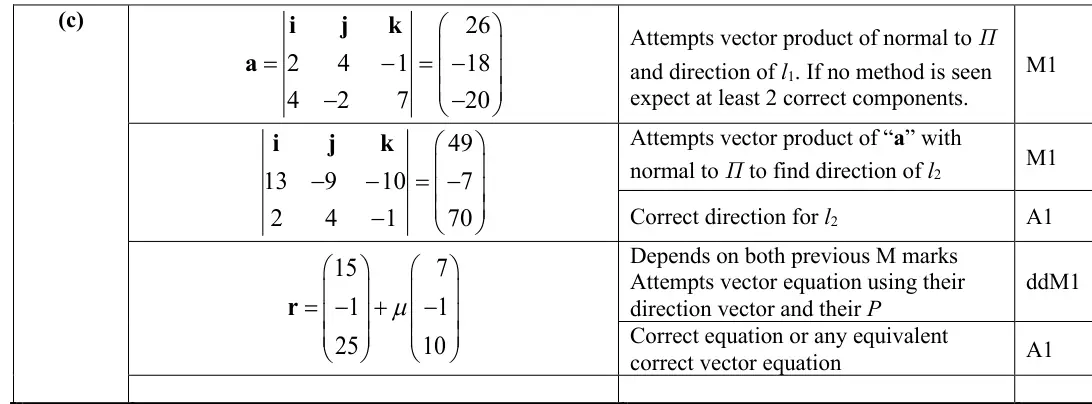 (c)
i j k
a = | 2 4 −1 | = ( 26 −18 −20 )
4 −2 7
Attempts vector product of normal to Π
and direction of l1. If no method is seen
expect at least 2 correct components.
M1
i j k
13 −9 −10 = ( 49 −7 70 )
2 4 −1
Attempts vector product of “a” with
normal to Π to find direction of l2
M1
Correct direction for l2
A1
r = ( 15 −1 25 ) + μ ( 7 −1 10 )
Depends on both previous M marks
Attempts vector equation using their
direction vector and their P
ddM1
Correct equation or any equivalent
correct vector equation
A1